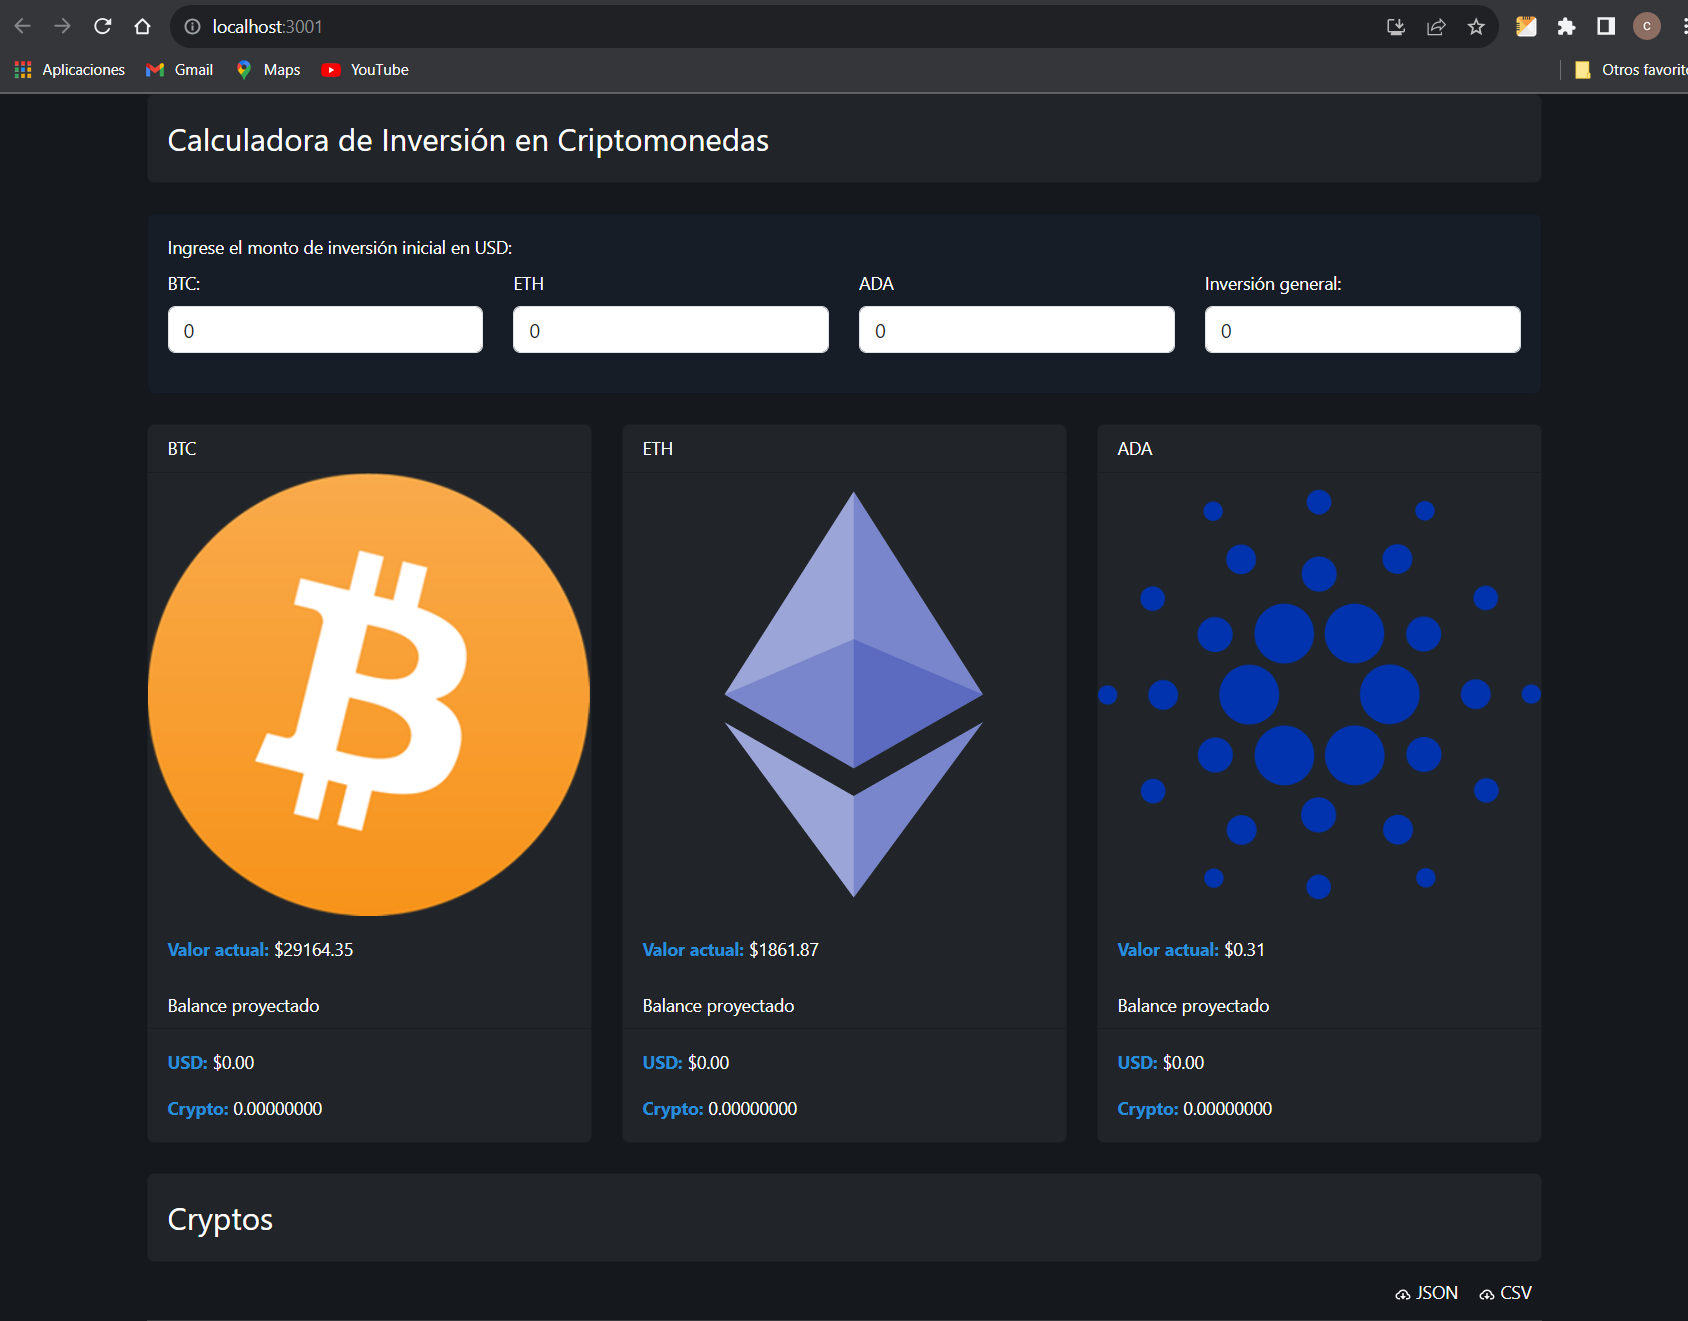 localhost:3001
C
Aplicaciones Gmail Maps YouTube
Calculadora de Inversión en Criptomonedas
Ingrese el monto de inversión inicial en USD:
BTC: ETH ADA Inversión general:
0 0 0 0
BTC ETH ADA
Valor actual: $29164.35 Valor actual: $1861.87 Valor actual: $0.31
Balance proyectado Balance proyectado Balance proyectado
USD: $0.00 USD: $0.00 USD: $0.00
Crypto: 0.00000000 Crypto: 0.00000000 Crypto: 0.00000000
Cryptos
JSON CSV